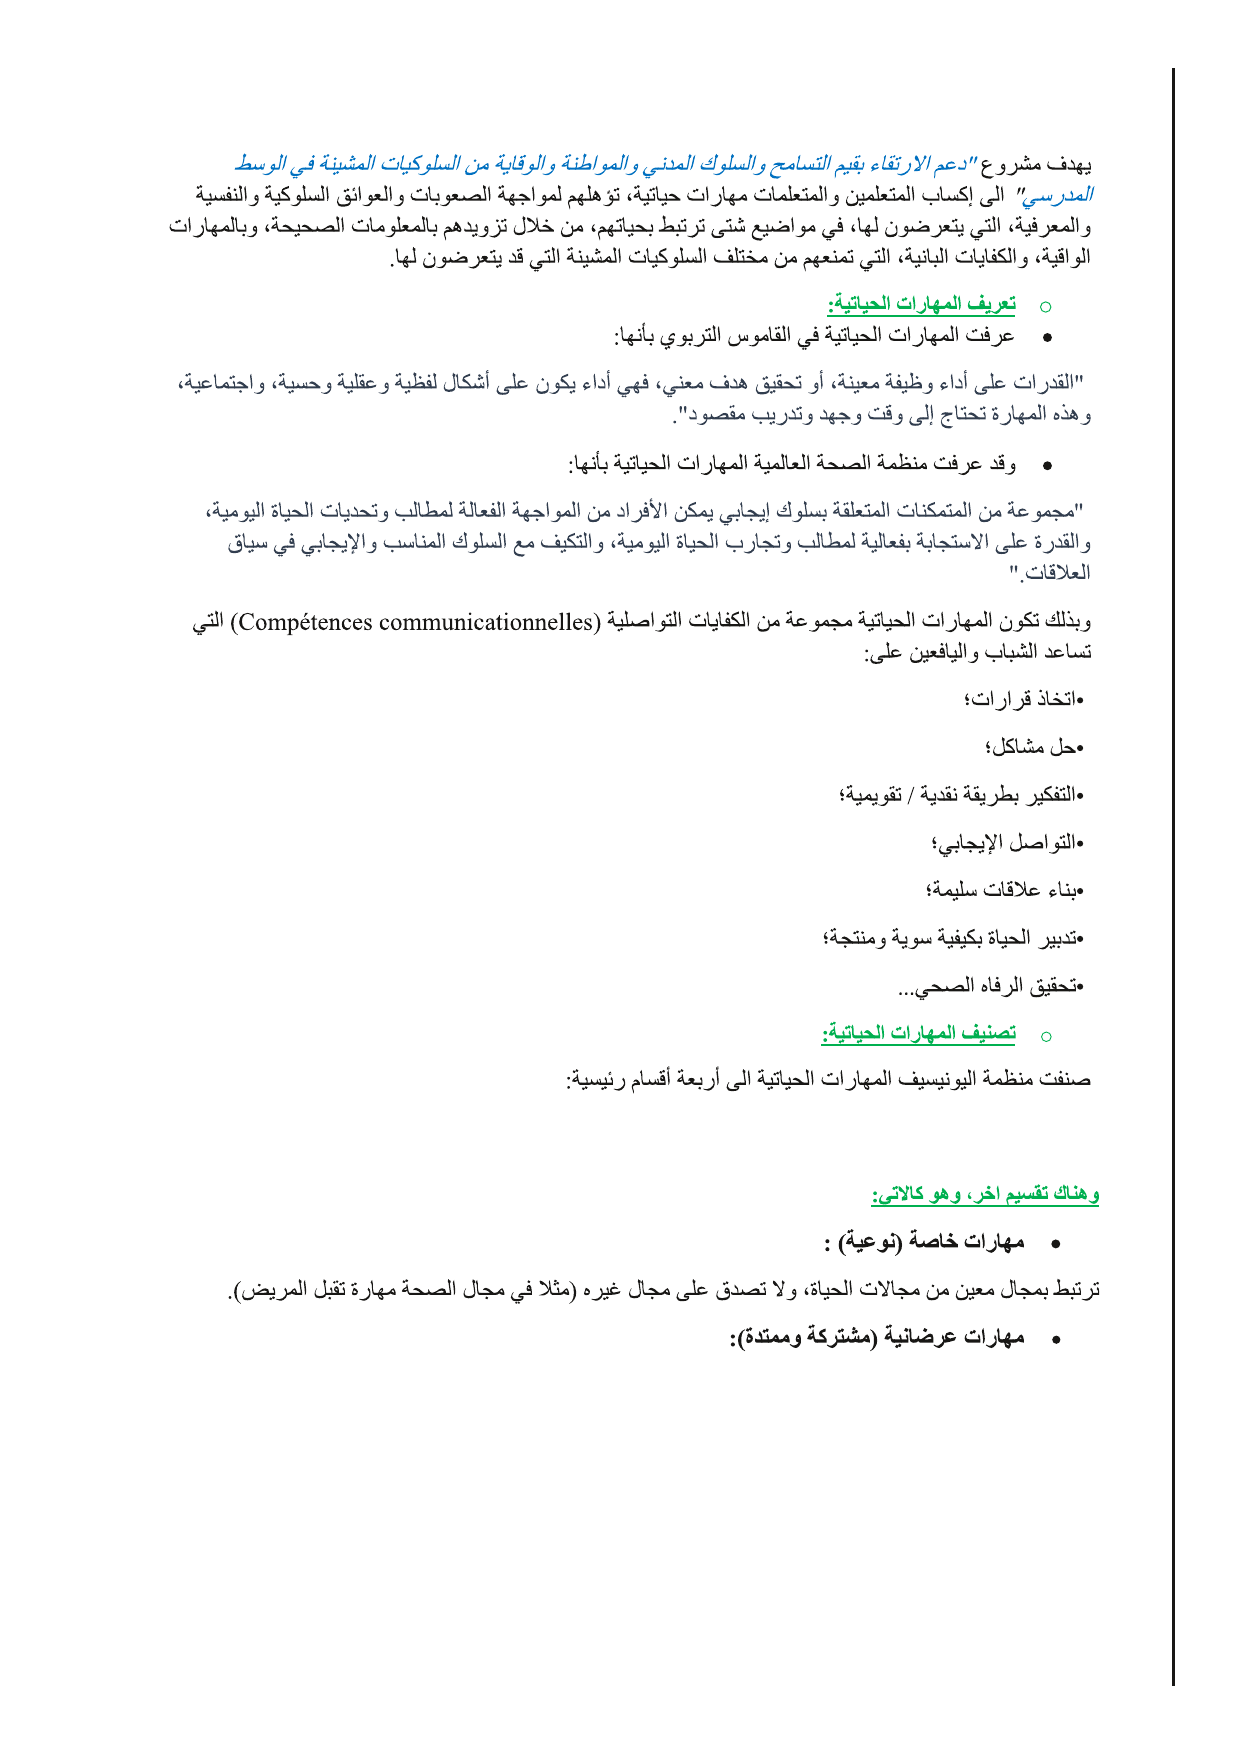 يهدف مشروع "دعم الارتقاء بقيم التسامح والسلوك المدني والمواطنة والوقاية من السلوكيات المشينة في الوسط
المدرسي" الى إكساب المتعلمين والمتعلمات مهارات حياتية، تؤهلهم لمواجهة الصعوبات والعوائق السلوكية والنفسية
والمعرفية، التي يتعرضون لها، في مواضيع شتى ترتبط بحياتهم، من خلال تزويدهم بالمعلومات الصحيحة، وبالمهارات
الواقية، والكفايات البانية، التي تمنعهم من مختلف السلوكيات المشينة التي قد يتعرضون لها.
○ تعريف المهارات الحياتية:
● عرفت المهارات الحياتية في القاموس التربوي بأنها:
"القدرات على أداء وظيفة معينة، أو تحقيق هدف معني، فهي أداء يكون على أشكال لفظية وعقلية وحسية، واجتماعية،
وهذه المهارة تحتاج إلى وقت وجهد وتدريب مقصود".
● وقد عرفت منظمة الصحة العالمية المهارات الحياتية بأنها:
"مجموعة من المتمكنات المتعلقة بسلوك إيجابي يمكن الأفراد من المواجهة الفعالة لمطالب وتحديات الحياة اليومية،
والقدرة على الاستجابة بفعالية لمطالب وتجارب الحياة اليومية، والتكيف مع السلوك المناسب والإيجابي في سياق
العلاقات."
وبذلك تكون المهارات الحياتية مجموعة من الكفايات التواصلية (Compétences communicationnelles) التي
تساعد الشباب واليافعين على:
•اتخاذ قرارات؛
•حل مشاكل؛
•التفكير بطريقة نقدية / تقويمية؛
•التواصل الإيجابي؛
•بناء علاقات سليمة؛
•تدبير الحياة بكيفية سوية ومنتجة؛
•تحقيق الرفاه الصحي...
○ تصنيف المهارات الحياتية:
صنفت منظمة اليونيسيف المهارات الحياتية الى أربعة أقسام رئيسية:
وهناك تقسيم اخر، وهو كالاتي:
● مهارات خاصة (نوعية) :
ترتبط بمجال معين من مجالات الحياة، ولا تصدق على مجال غيره (مثلا في مجال الصحة مهارة تقبل المريض).
● مهارات عرضانية (مشتركة وممتدة):